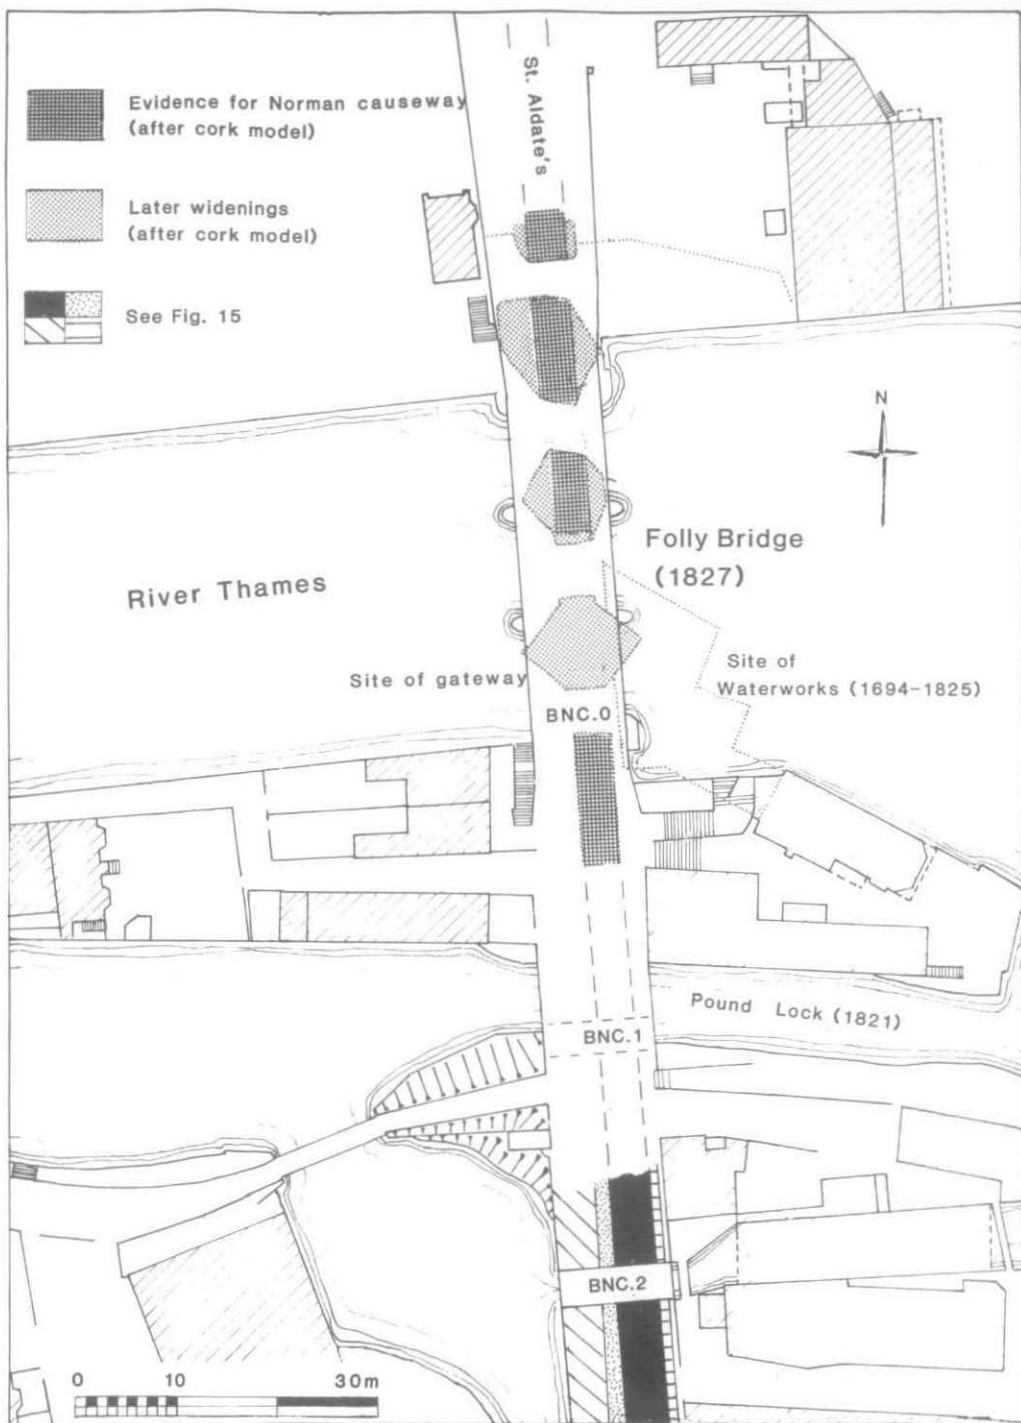 Evidence for Norman causeway
(after cork model)
Later widenings
(after cork model)
See Fig. 15
St. Aldate's
N
Folly Bridge
(1827)
River Thames
Site of
Waterworks (1694-1825)
Site of gateway
BNC.0
Pound Lock (1821)
BNC.1
BNC.2
0 10 30m